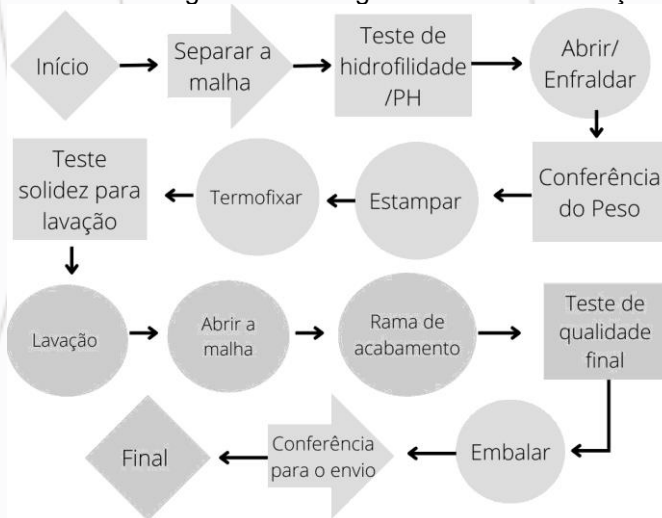 Início
Separar a
malha
Teste de
hidrofilidade
/PH
Abrir/
Enfraldar
Teste
solidez para
lavação
Termofixar
Estampar
Conferência
do Peso
Lavação
Abrir a
malha
Rama de
acabamento
Teste de
qualidade
final
Final
Conferência
para o envio
Embalar